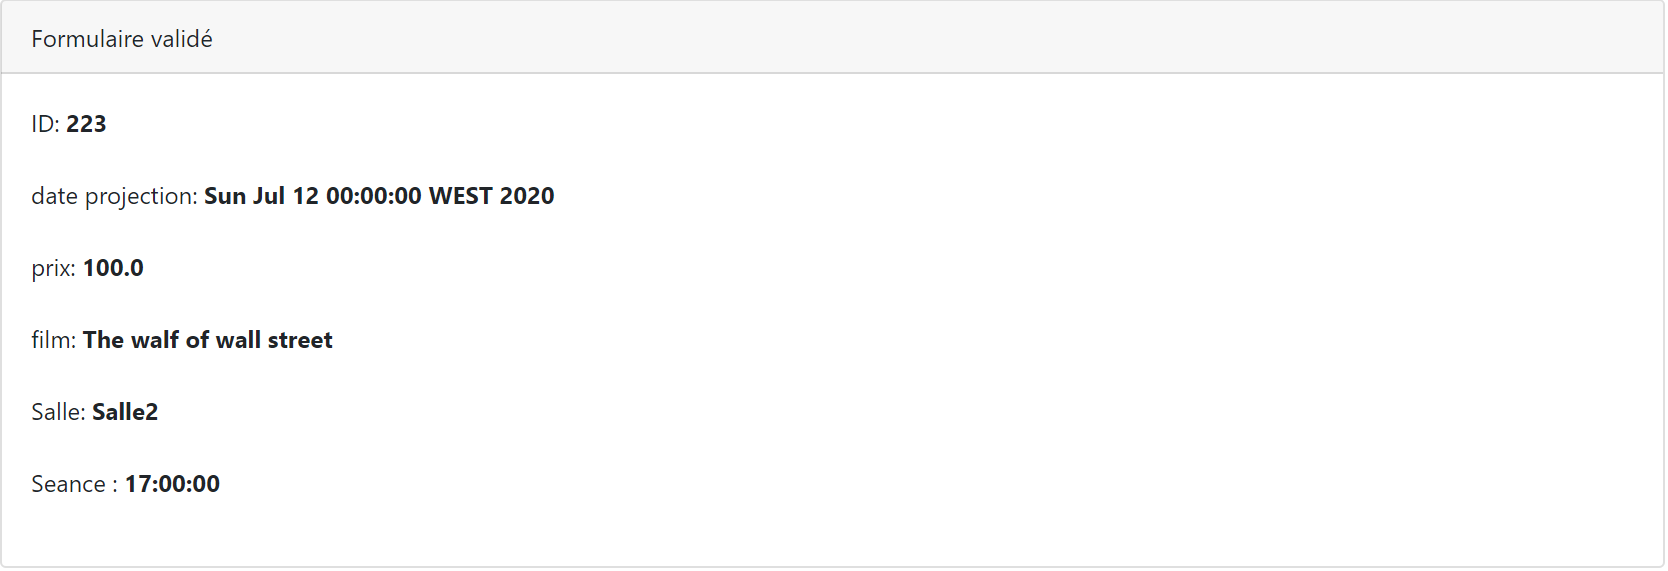 Formulaire validé
ID: 223
date projection: Sun Jul 12 00:00:00 WEST 2020
prix: 100.0
film: The walf of wall street
Salle: Salle2
Seance : 17:00:00